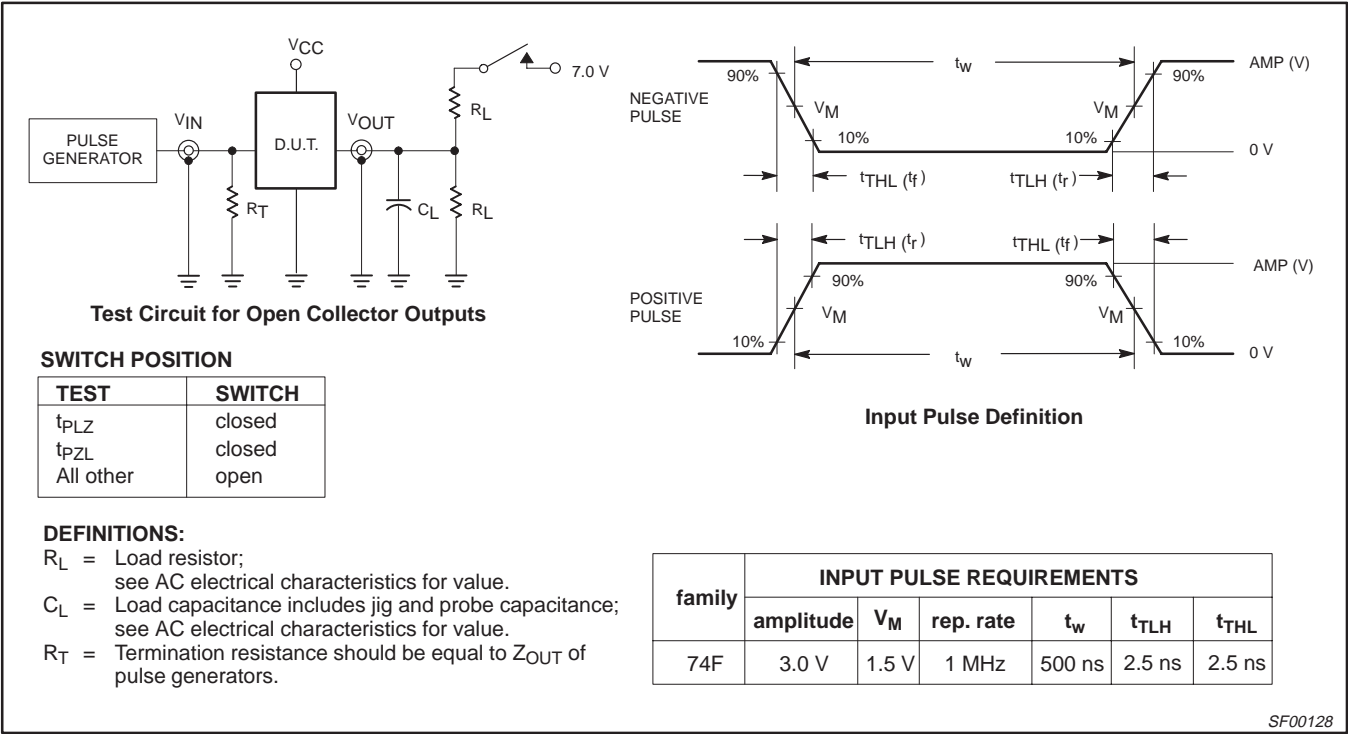 VCC
7.0 V
RL
VIN
VOUT
PULSE
GENERATOR
D.U.T.
RT
CL
RL
Test Circuit for Open Collector Outputs
NEGATIVE
PULSE
90%
tw
90%
AMP (V)
VM
VM
10%
10%
0 V
tTHL (tf )
tTLH (tr )
tTLH (tr )
tTHL (tf )
AMP (V)
90%
90%
POSITIVE
PULSE
VM
VM
10%
10%
tw
0 V
Input Pulse Definition
SWITCH POSITION
TEST SWITCH
tPLZ closed
tPZL closed
All other open
DEFINITIONS:
RL = Load resistor;
see AC electrical characteristics for value.
CL = Load capacitance includes jig and probe capacitance;
see AC electrical characteristics for value.
RT = Termination resistance should be equal to ZOUT of
pulse generators.
family INPUT PULSE REQUIREMENTS
amplitude VM rep. rate tw tTLH tTHL
74F 3.0 V 1.5 V 1 MHz 500 ns 2.5 ns 2.5 ns
SF00128